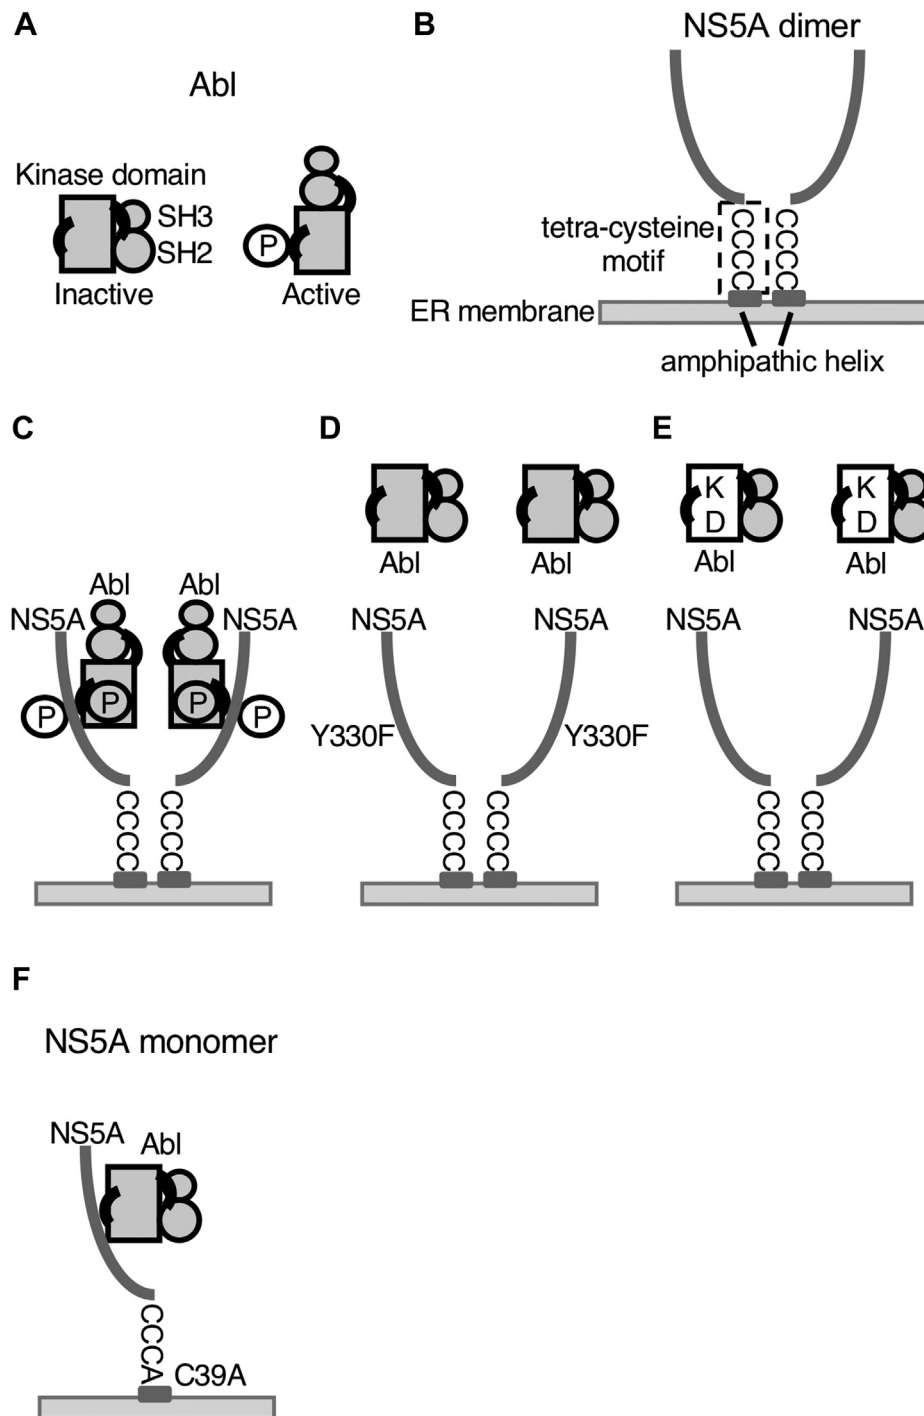 A
Abl
Kinase domain
SH3
SH2
P
Inactive
Active
B
NS5A dimer
tetra-cysteine
motif
CCCC
CCCC
ER membrane
amphipathic helix
C
Abl
Abl
NS5A
NS5A
P
P
P
P
CCCC
CCCC
D
Abl
Abl
NS5A
NS5A
Y330F
Y330F
CCCC
CCCC
E
K
D
K
D
Abl
Abl
NS5A
NS5A
CCCC
CCCC
F
NS5A monomer
NS5A
Abl
CCCA
C39A